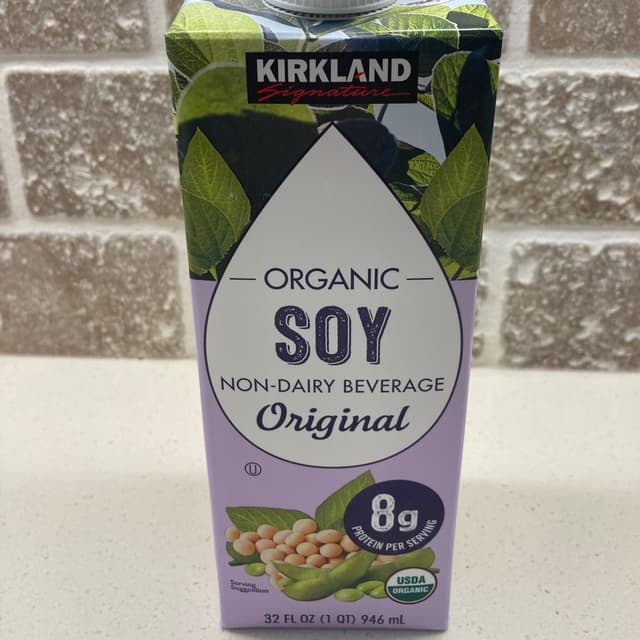 KIRKLAND
Signature
ORGANIC
SOY
NON-DAIRY BEVERAGE
Original
U
8g
PROTEIN PER SERVING
Serving
Suggestion
USDA
ORGANIC
32 FL OZ (1 QT) 946 mL